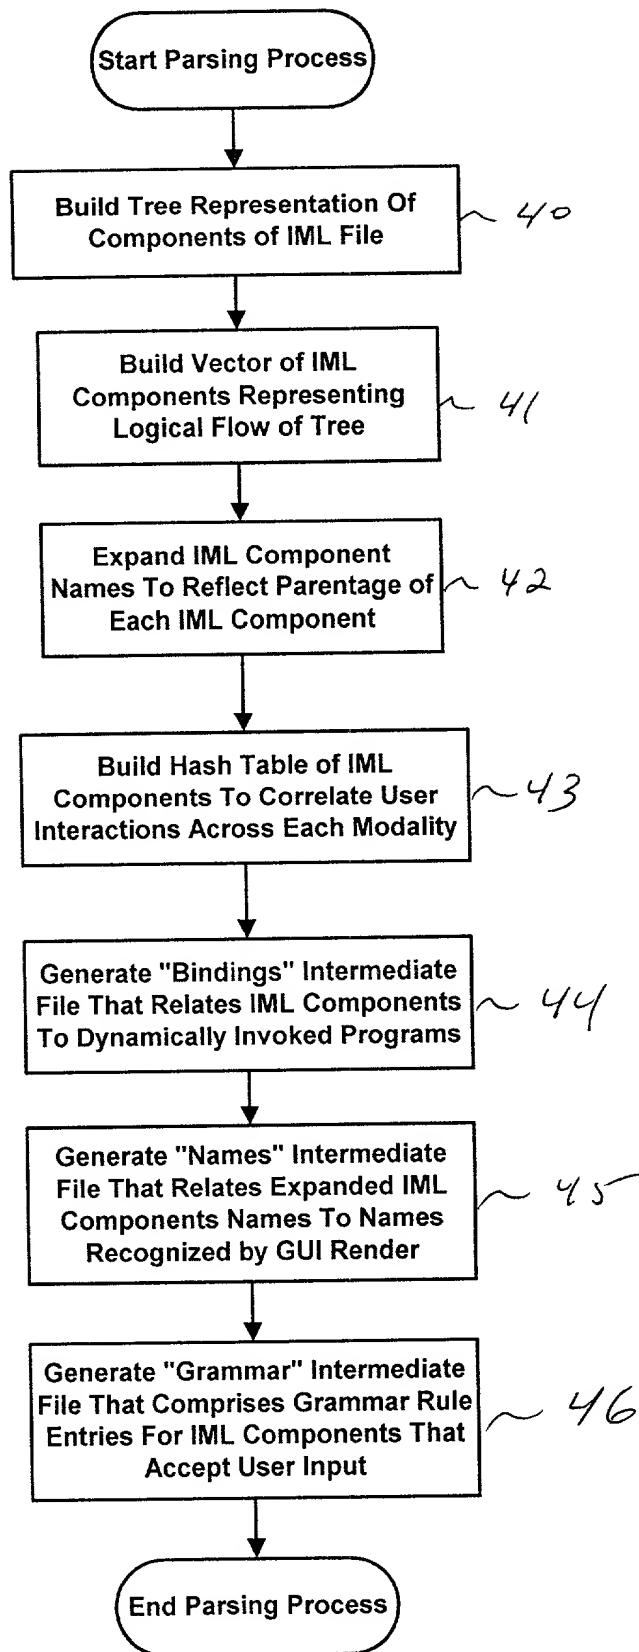 Start Parsing Process
Build Tree Representation Of
Components of IML File
40
Build Vector of IML
Components Representing
Logical Flow of Tree
41
Expand IML Component
Names To Reflect Parentage of
Each IML Component
42
Build Hash Table of IML
Components To Correlate User
Interactions Across Each Modality
43
Generate "Bindings" Intermediate
File That Relates IML Components
To Dynamically Invoked Programs
44
Generate "Names" Intermediate
File That Relates Expanded IML
Components Names To Names
Recognized by GUI Render
45
Generate "Grammar" Intermediate
File That Comprises Grammar Rule
Entries For IML Components That
Accept User Input
46
End Parsing Process